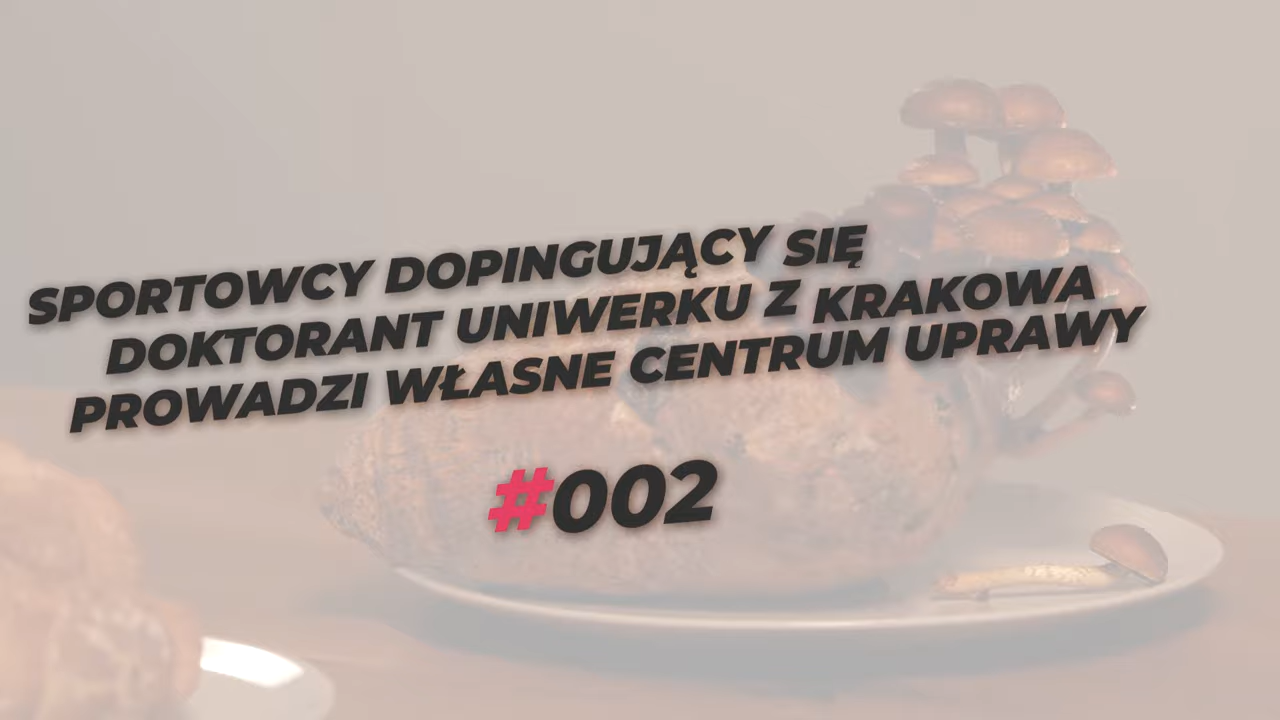 SPORTOWCY DOPINGUJĄCY SIĘ
DOKTORANT UNIWERKU Z KRAKOWA
PROWADZI WŁASNE CENTRUM UPRAWY
#002